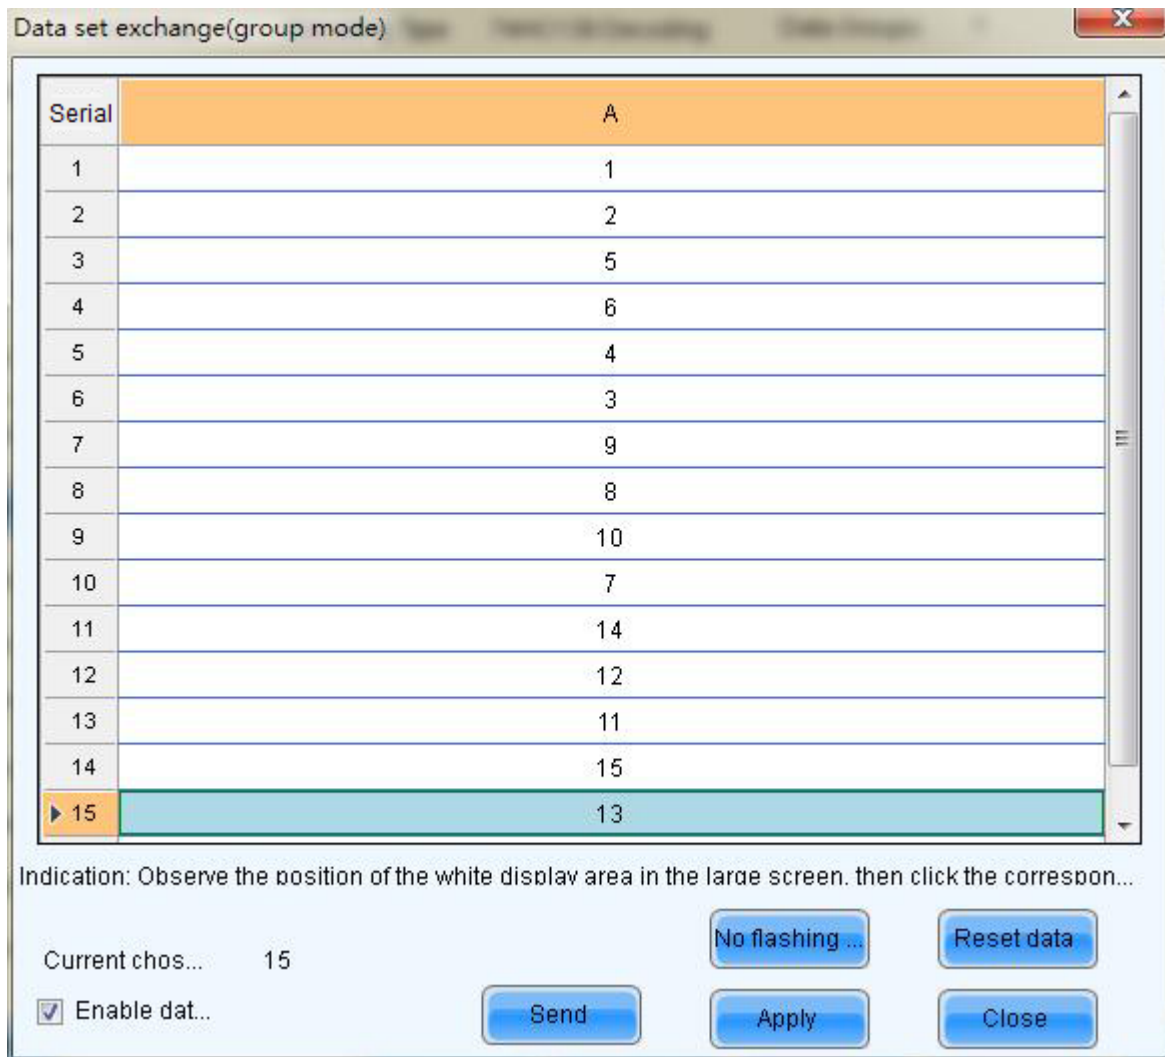 Data set exchange(group mode)
Serial A
1 1
2 2
3 5
4 6
5 4
6 3
7 9
8 8
9 10
10 7
11 14
12 12
13 11
14 15
15 13
Indication: Observe the position of the white display area in the large screen, then click the correspon...
No flashing ... Reset data
Current chos... 15
Enable dat... Send Apply Close